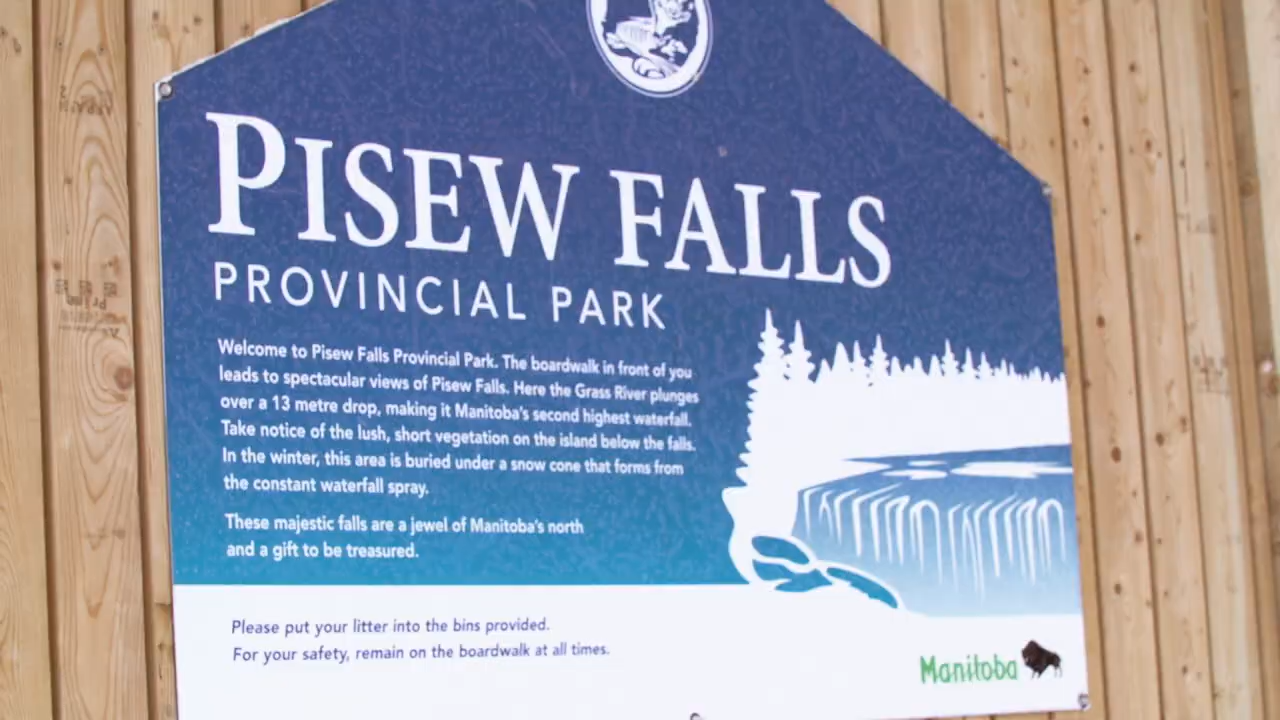 PISEW FALLS
PROVINCIAL PARK
Welcome to Pisew Falls Provincial Park. The boardwalk in front of you
leads to spectacular views of Pisew Falls. Here the Grass River plunges
over a 13 metre drop, making it Manitoba's second highest waterfall.
Take notice of the lush, short vegetation on the island below the falls.
In the winter, this area is buried under a snow cone that forms from
the constant waterfall spray.
These majestic falls are a jewel of Manitoba's north
and a gift to be treasured.
Please put your litter into the bins provided.
For your safety, remain on the boardwalk at all times.
Manitoba